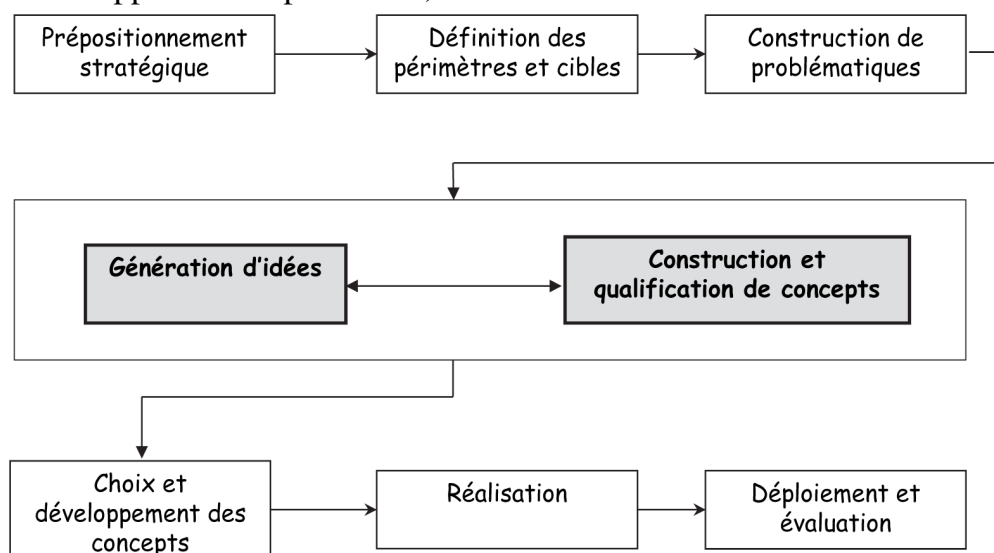 Prépositionnement
stratégique
Définition des
périmètres et cibles
Construction de
problématiques
Génération d'idées
Construction et
qualification de concepts
Choix et
développement des
concepts
Réalisation
Déploiement et
évaluation